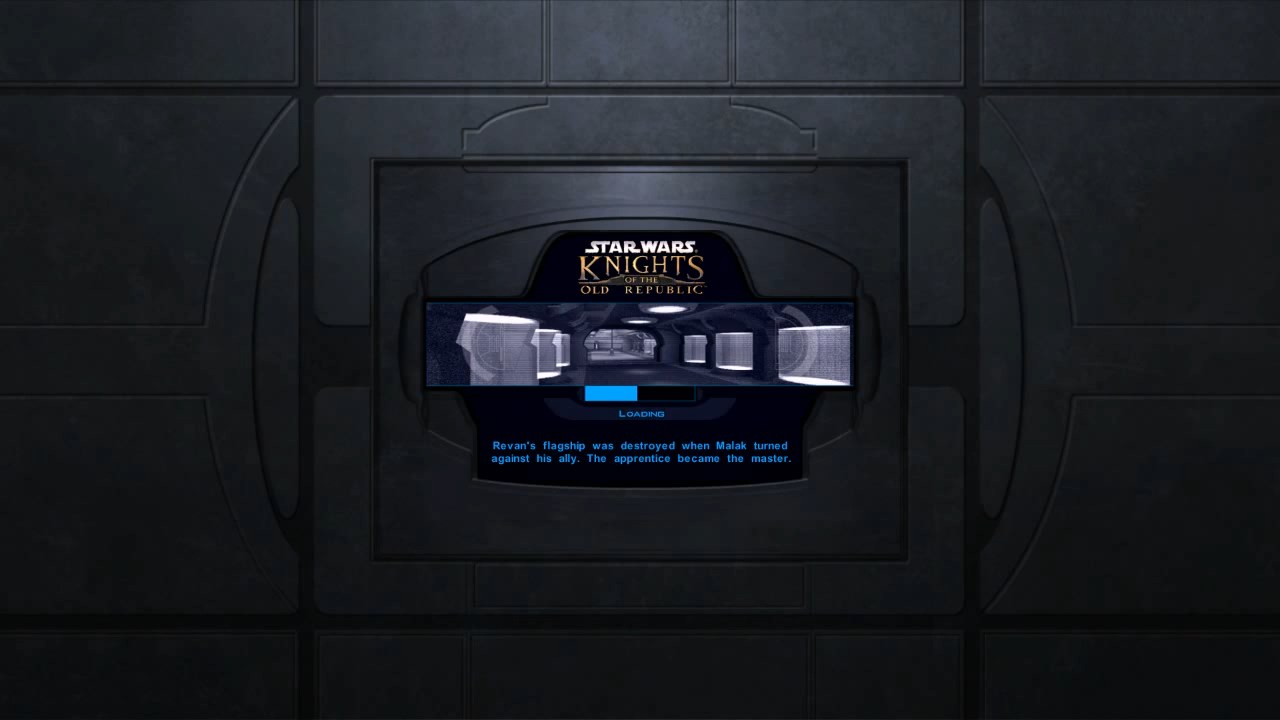 STAR WARS
KNIGHTS
OF THE
OLD REPUBLIC
LOADING
Revan's flagship was destroyed when Malak turned
against his ally. The apprentice became the master.